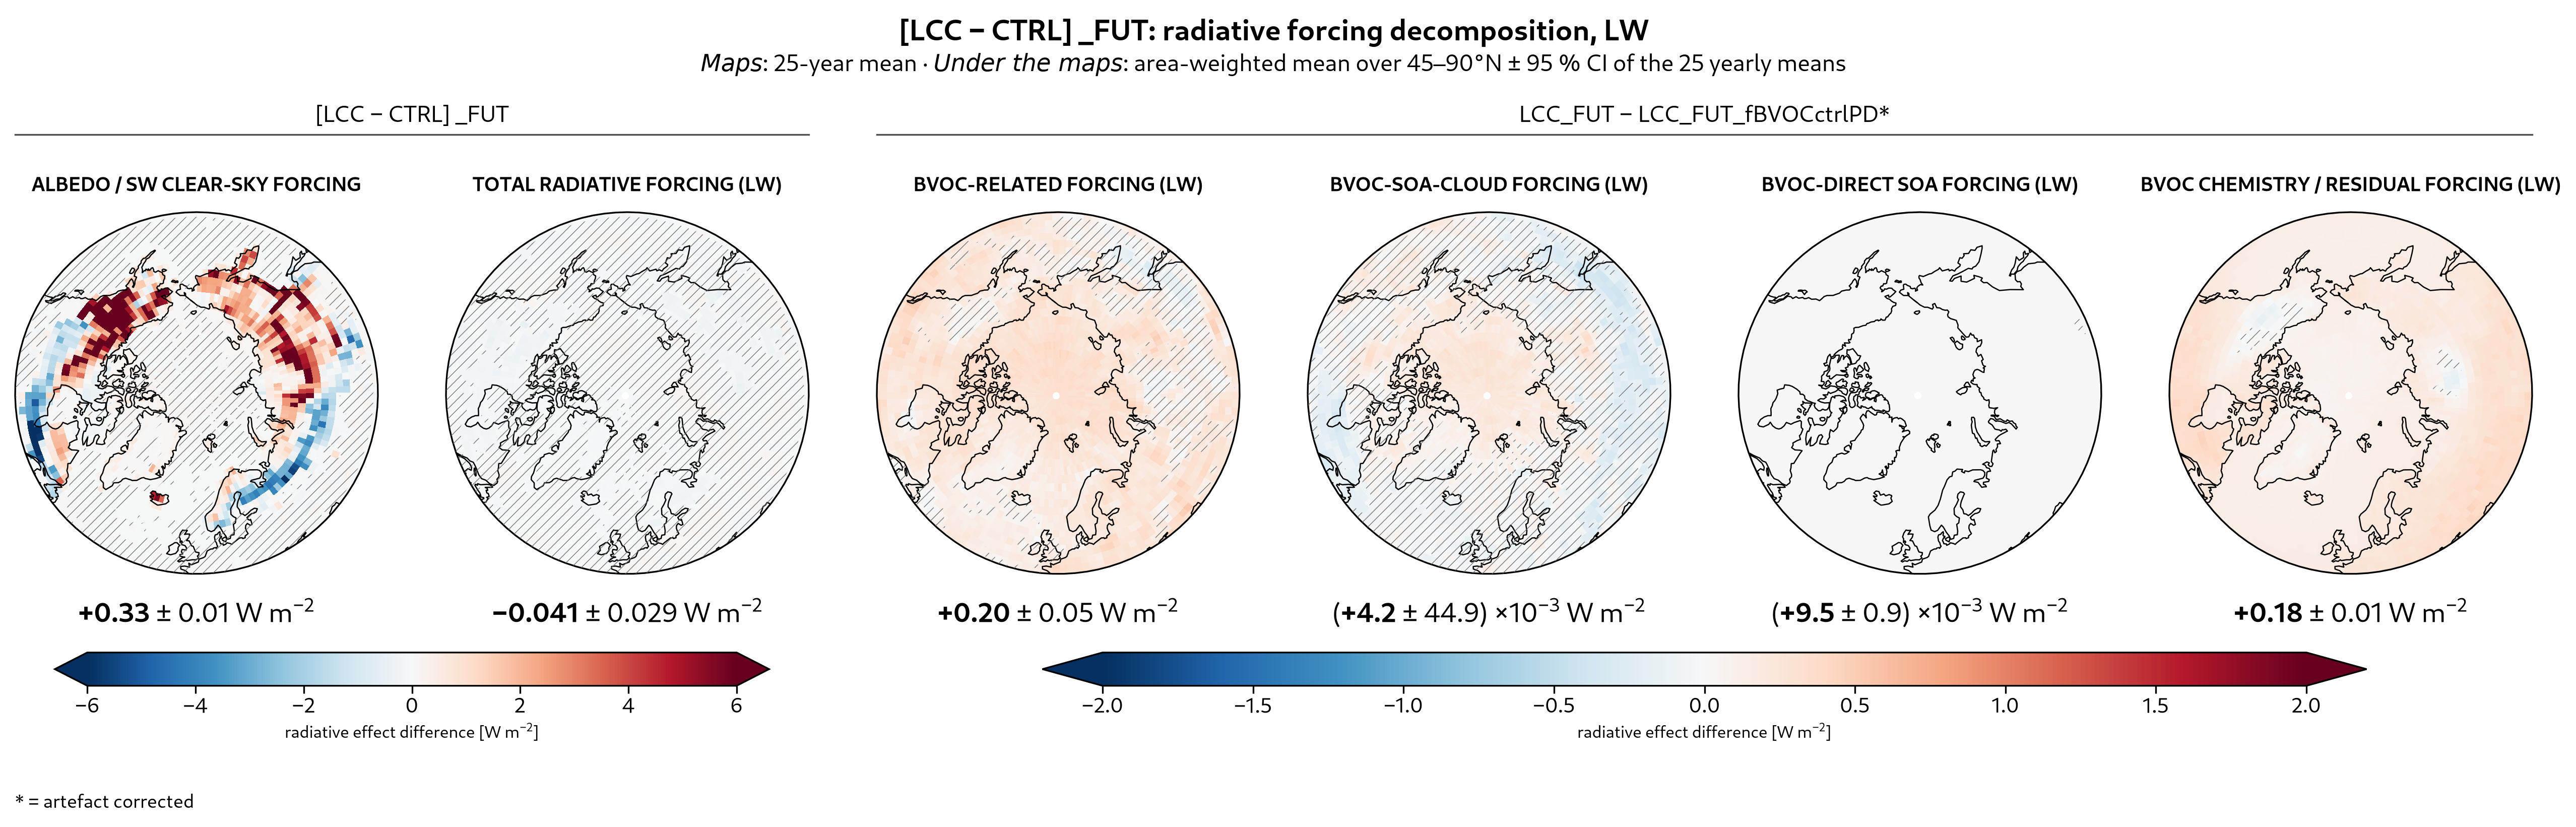 [LCC − CTRL] _FUT: radiative forcing decomposition, LW
Maps: 25-year mean · Under the maps: area-weighted mean over 45–90°N ± 95 % CI of the 25 yearly means
[LCC − CTRL] _FUT
LCC_FUT − LCC_FUT_fBVOCctrlPD*
ALBEDO / SW CLEAR-SKY FORCING
TOTAL RADIATIVE FORCING (LW)
BVOC-RELATED FORCING (LW)
BVOC-SOA-CLOUD FORCING (LW)
BVOC-DIRECT SOA FORCING (LW)
BVOC CHEMISTRY / RESIDUAL FORCING (LW)
+0.33 ± 0.01 W m⁻²
−0.041 ± 0.029 W m⁻²
+0.20 ± 0.05 W m⁻²
(+4.2 ± 44.9) ×10⁻³ W m⁻²
(+9.5 ± 0.9) ×10⁻³ W m⁻²
+0.18 ± 0.01 W m⁻²
−6 −4 −2 0 2 4 6
radiative effect difference [W m⁻²]
−2.0 −1.5 −1.0 −0.5 0.0 0.5 1.0 1.5 2.0
radiative effect difference [W m⁻²]
* = artefact corrected